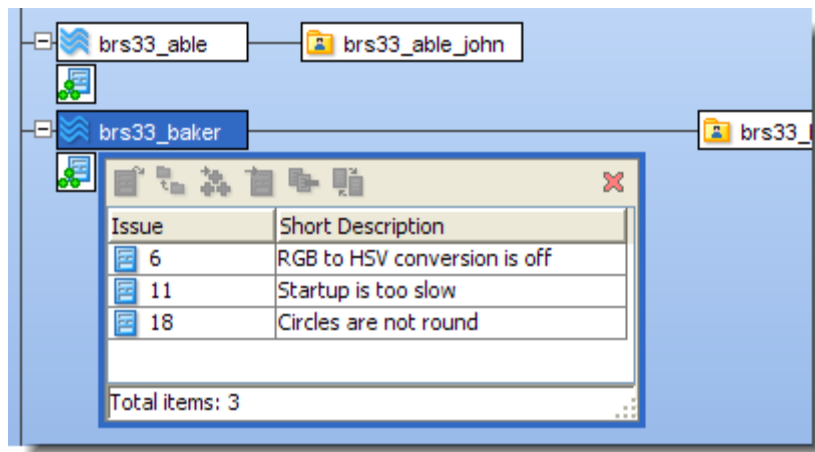 brs33_able brs33_able_john
brs33_baker brs33_
Issue Short Description
6 RGB to HSV conversion is off
11 Startup is too slow
18 Circles are not round
Total items: 3